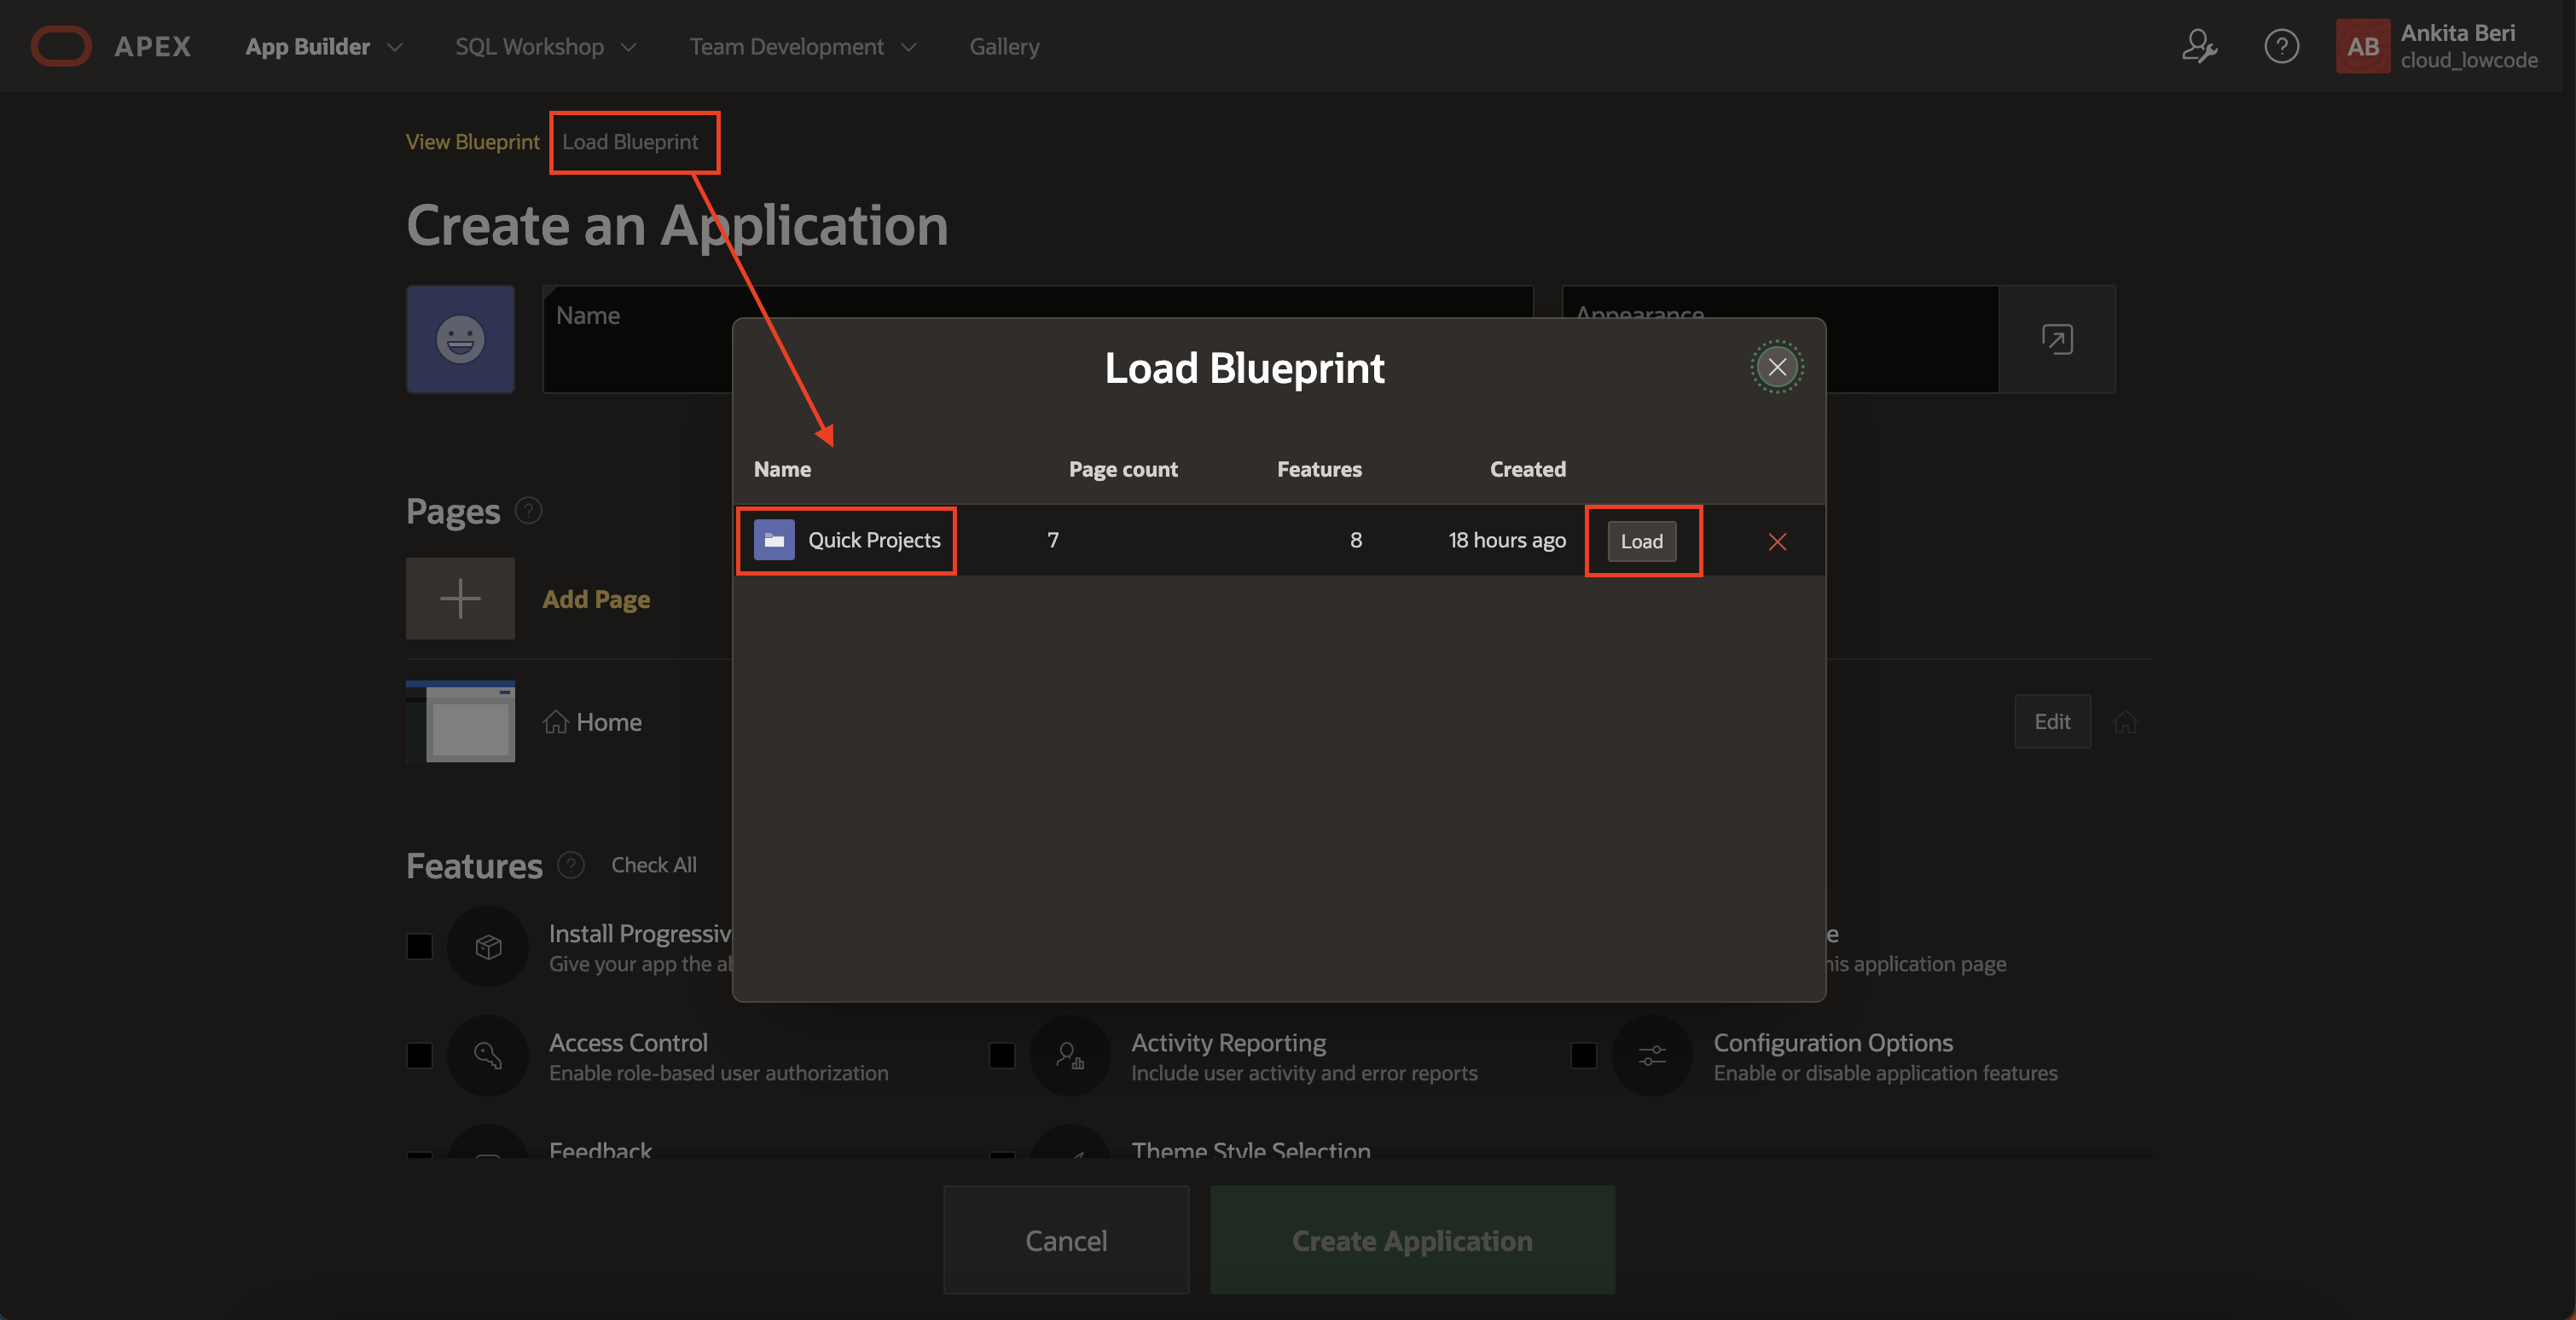 APEX App Builder SQL Workshop Team Development Gallery
Ankita Beri
AB
cloud_lowcode
View Blueprint Load Blueprint
Create an Application
Name
Appearance
Load Blueprint
Name Page count Features Created
Quick Projects 7 8 18 hours ago Load
Pages ?
Add Page
Home
Edit
Features ? Check All
Install Progressiv
Give your app the
his application page
Access Control
Enable role-based user authorization
Activity Reporting
Include user activity and error reports
Configuration Options
Enable or disable application features
Feedback
Theme Style Selection
Cancel Create Application